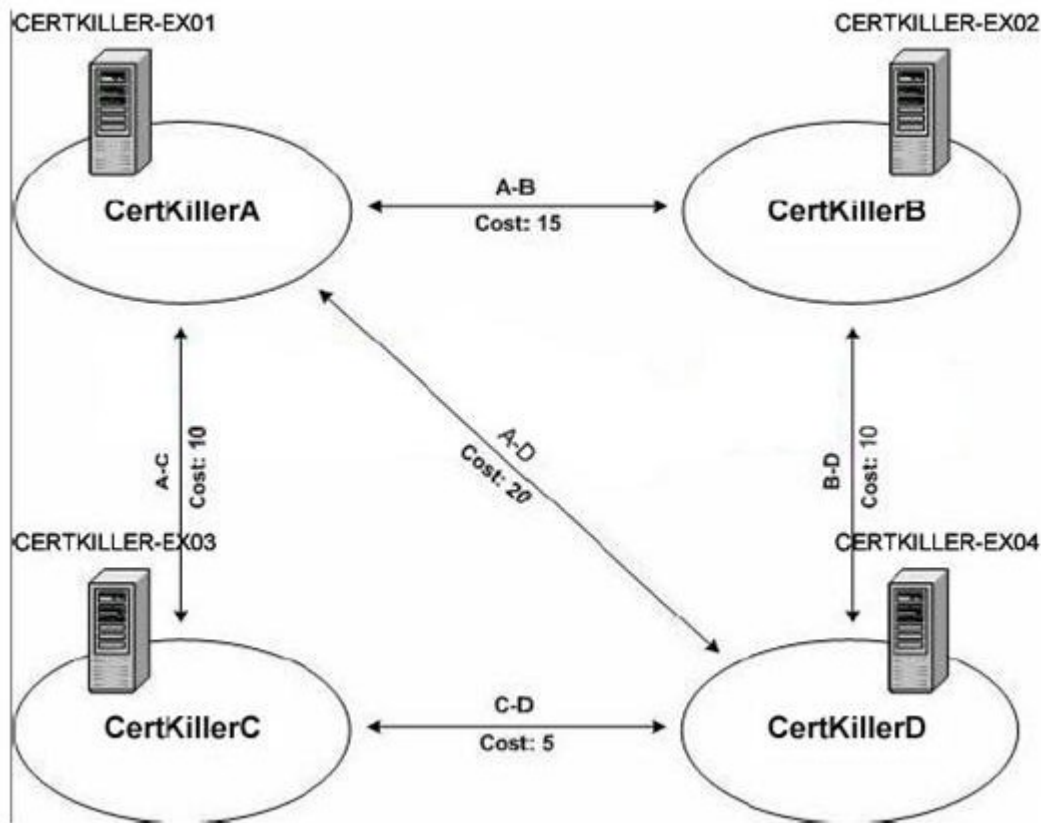 CERTKILLER-EX01
CERTKILLER-EX02
CertKillerA
A-B
Cost: 15
CertKillerB
A-C
Cost: 10
A-D
Cost: 20
B-D
Cost: 10
CERTKILLER-EX03
CERTKILLER-EX04
CertKillerC
C-D
Cost: 5
CertKillerD